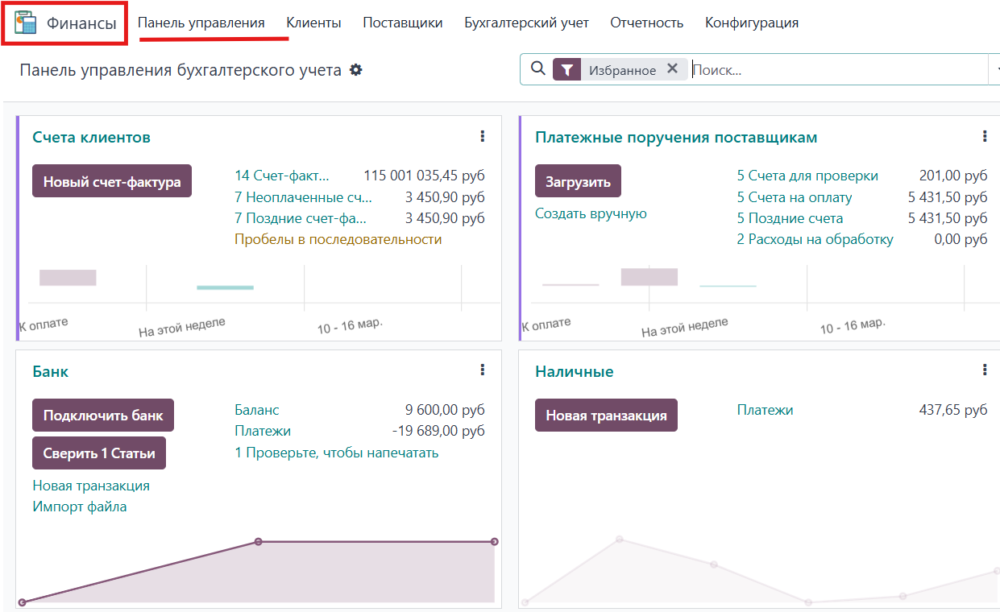 Финансы Панель управления Клиенты Поставщики Бухгалтерский учет Отчетность Конфигурация
Панель управления бухгалтерского учета Избранное Поиск...
Счета клиентов
Новый счет-фактура
14 Счет-факт... 115 001 035,45 руб
7 Неоплаченные сч... 3 450,90 руб
7 Поздние счет-фа... 3 450,90 руб
Пробелы в последовательности
К оплате На этой неделе 10 - 16 мар.
Платежные поручения поставщикам
Загрузить
Создать вручную
5 Счета для проверки 201,00 руб
5 Счета на оплату 5 431,50 руб
5 Поздние счета 5 431,50 руб
2 Расходы на обработку 0,00 руб
К оплате На этой неделе 10 - 16 мар.
Банк
Подключить банк
Сверить 1 Статьи
Новая транзакция
Импорт файла
Баланс 9 600,00 руб
Платежи -19 689,00 руб
1 Проверьте, чтобы напечатать
Наличные
Новая транзакция
Платежи 437,65 руб